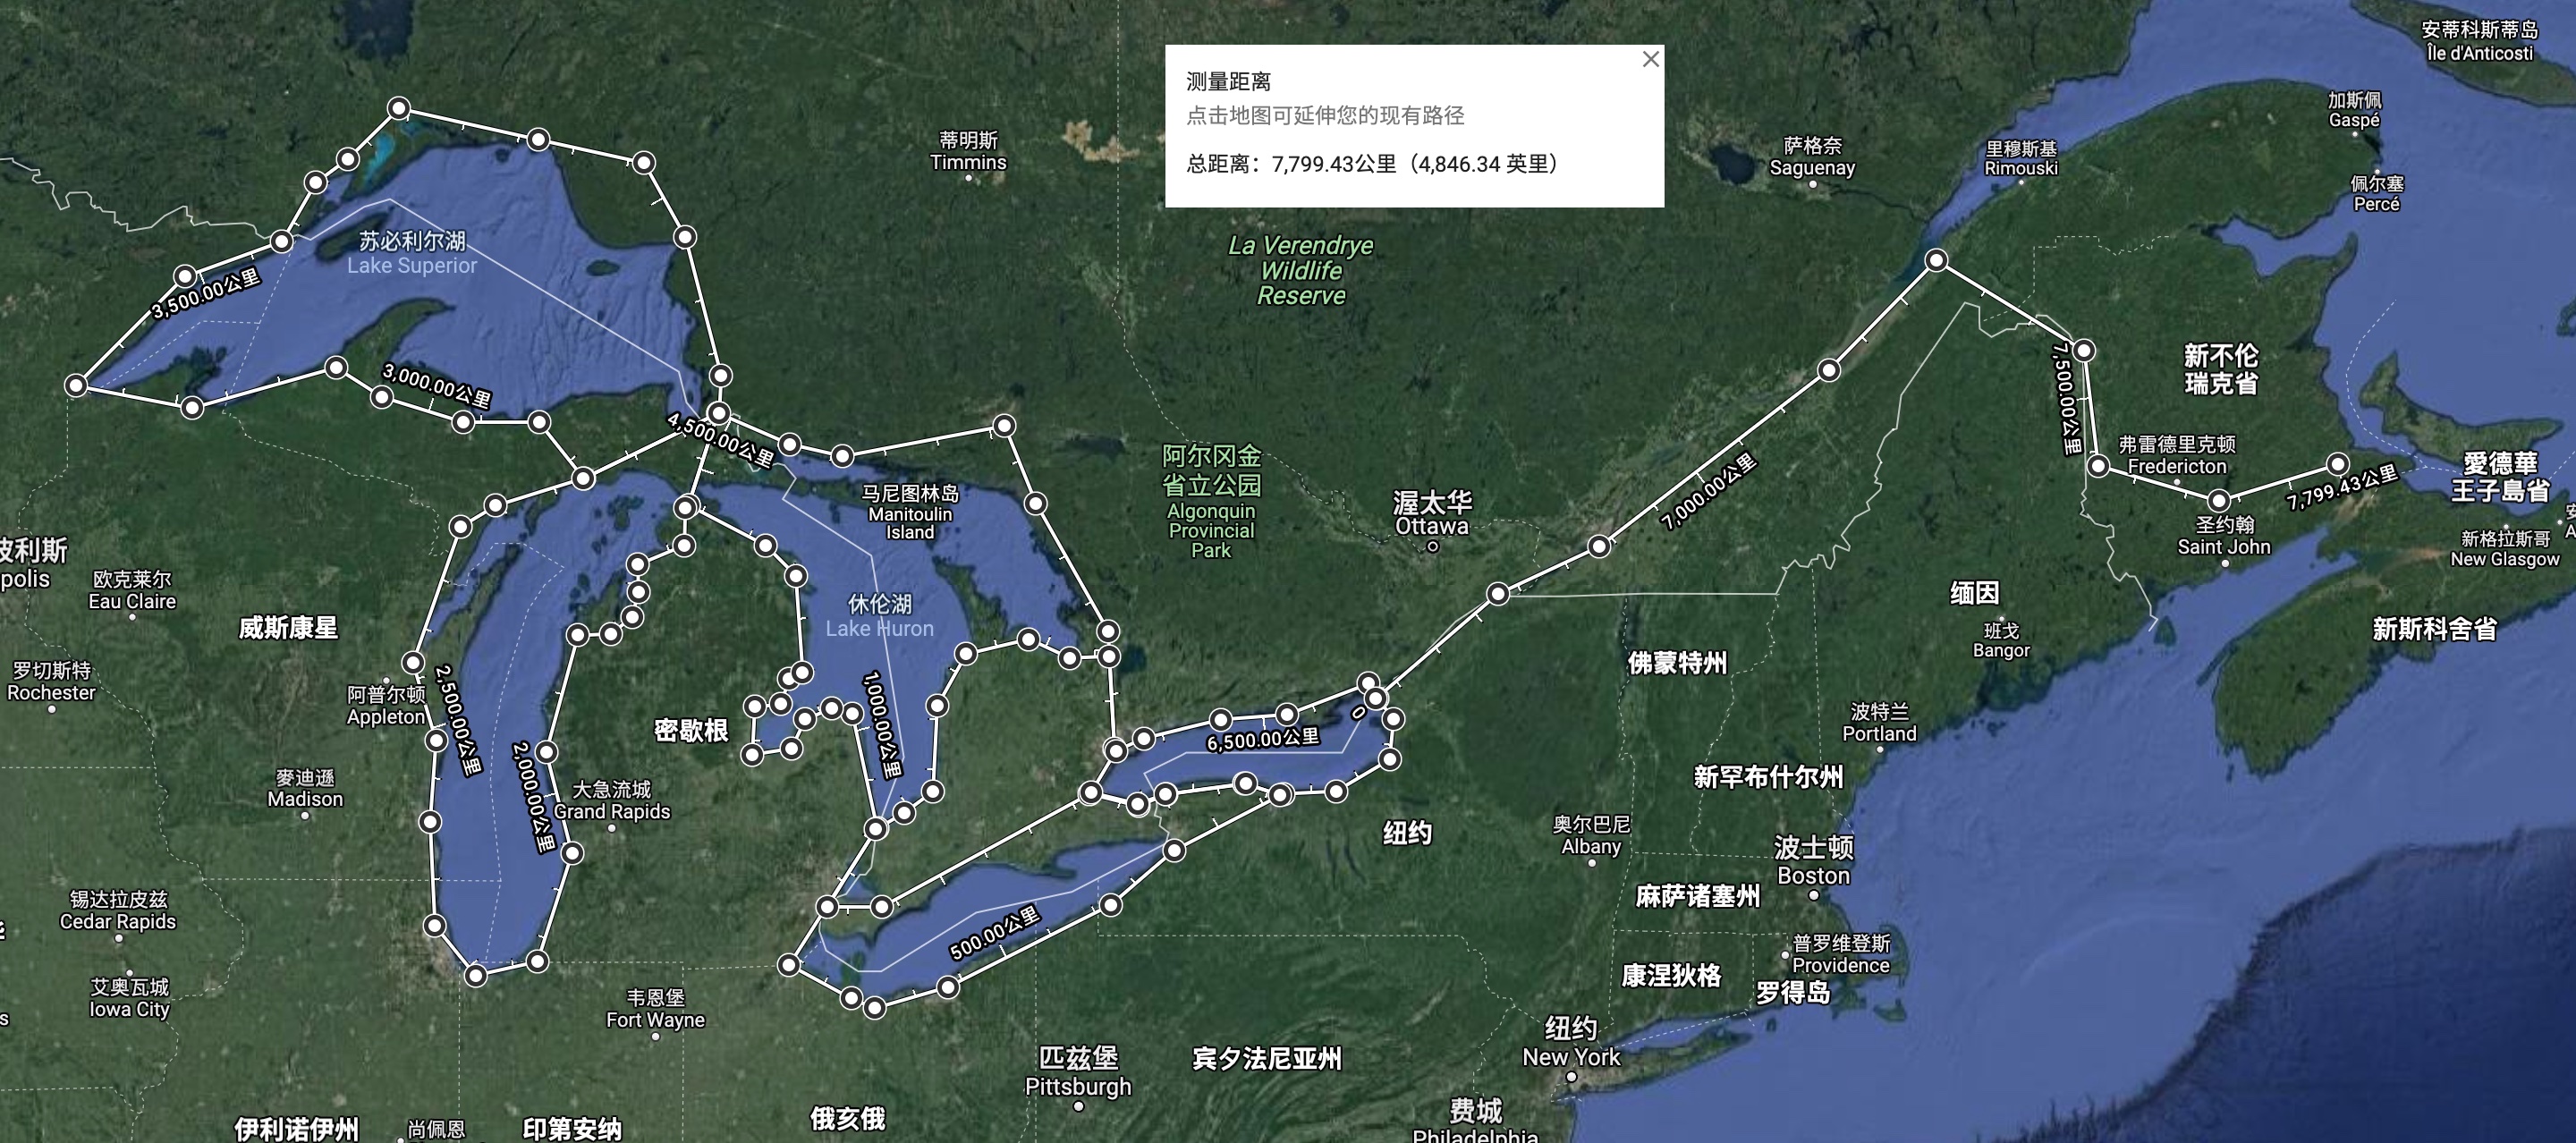 安蒂科斯蒂岛
Île d'Anticosti
测量距离
点击地图可延伸您的现有路径
总距离：7,799.43公里（4,846.34 英里）
加斯佩
Gaspé
蒂明斯
Timmins
萨格奈
Saguenay
里穆斯基
Rimouski
佩尔塞
Percé
苏必利尔湖
Lake Superior
La Verendrye
Wildlife
Reserve
3,500.00公里
3,000.00公里
新不伦
瑞克省
7,500.00公里
4,500.00公里
阿尔冈金
省立公园
Algonquin
Provincial
Park
弗雷德里克顿
Fredericton
愛德華
王子島省
7,799.43公里
7,000.00公里
马尼图林岛
Manitoulin
Island
渥太华
Ottawa
圣约翰
Saint John
新格拉斯哥
New Glasgow
波利斯
polis
欧克莱尔
Eau Claire
缅因
休伦湖
Lake Huron
威斯康星
班戈
Bangor
新斯科舍省
佛蒙特州
罗切斯特
Rochester
阿普尔顿
Appleton
2,500.00公里
1,000.00公里
密歇根
0
6,500.00公里
波特兰
Portland
2,000.00公里
麥迪遜
Madison
大急流城
Grand Rapids
新罕布什尔州
纽约
奥尔巴尼
Albany
波士顿
Boston
锡达拉皮兹
Cedar Rapids
麻萨诸塞州
500.00公里
普罗维登斯
Providence
艾奥瓦城
Iowa City
韦恩堡
Fort Wayne
康涅狄格
罗得岛
纽约
New York
匹兹堡
Pittsburgh
宾夕法尼亚州
伊利诺伊州
尚佩恩
印第安纳
俄亥俄
费城
Philadelphia